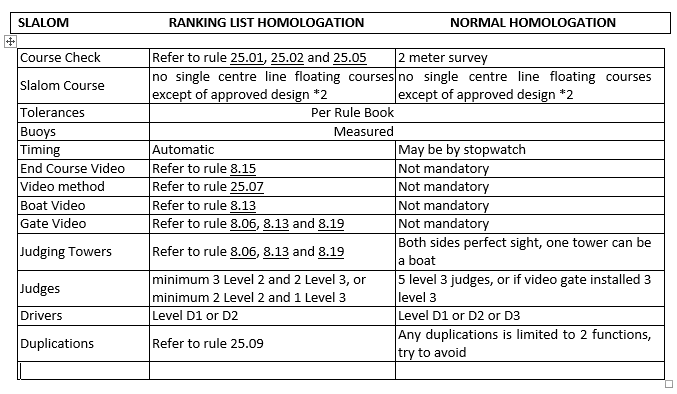 SLALOM RANKING LIST HOMOLOGATION NORMAL HOMOLOGATION
Course Check Refer to rule 25.01, 25.02 and 25.05 2 meter survey
Slalom Course no single centre line floating courses except of approved design *2 no single centre line floating courses except of approved design *2
Tolerances Per Rule Book
Buoys Measured
Timing Automatic May be by stopwatch
End Course Video Refer to rule 8.15 Not mandatory
Video method Refer to rule 25.07 Not mandatory
Boat Video Refer to rule 8.13 Not mandatory
Gate Video Refer to rule 8.06, 8.13 and 8.19 Not mandatory
Judging Towers Refer to rule 8.06, 8.13 and 8.19 Both sides perfect sight, one tower can be a boat
Judges minimum 3 Level 2 and 2 Level 3, or minimum 2 Level 2 and 1 Level 3 5 level 3 judges, or if video gate installed 3 level 3
Drivers Level D1 or D2 Level D1 or D2 or D3
Duplications Refer to rule 25.09 Any duplications is limited to 2 functions, try to avoid